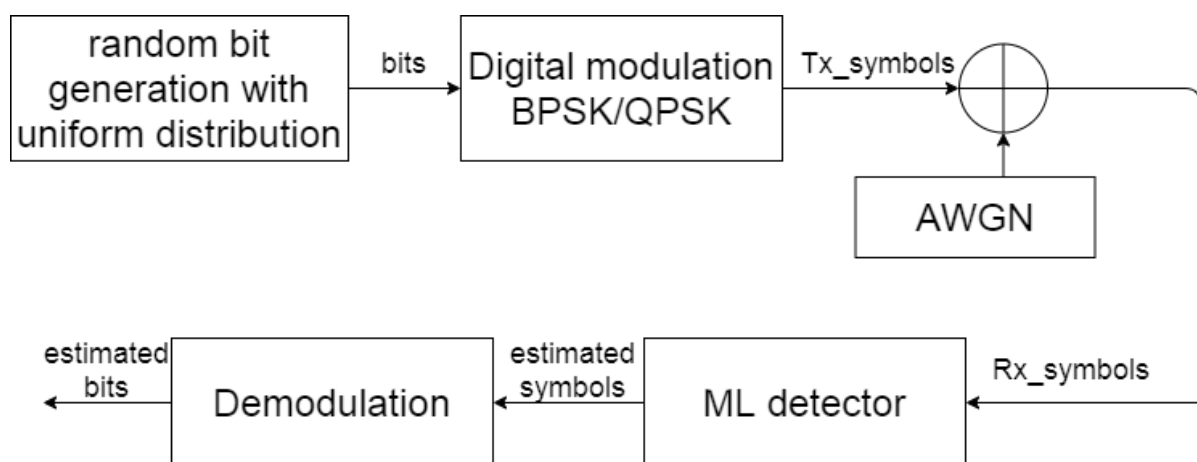 random bit
generation with
uniform distribution
bits
Digital modulation
BPSK/QPSK
Tx_symbols
AWGN
estimated
bits
Demodulation
estimated
symbols
ML detector
Rx_symbols